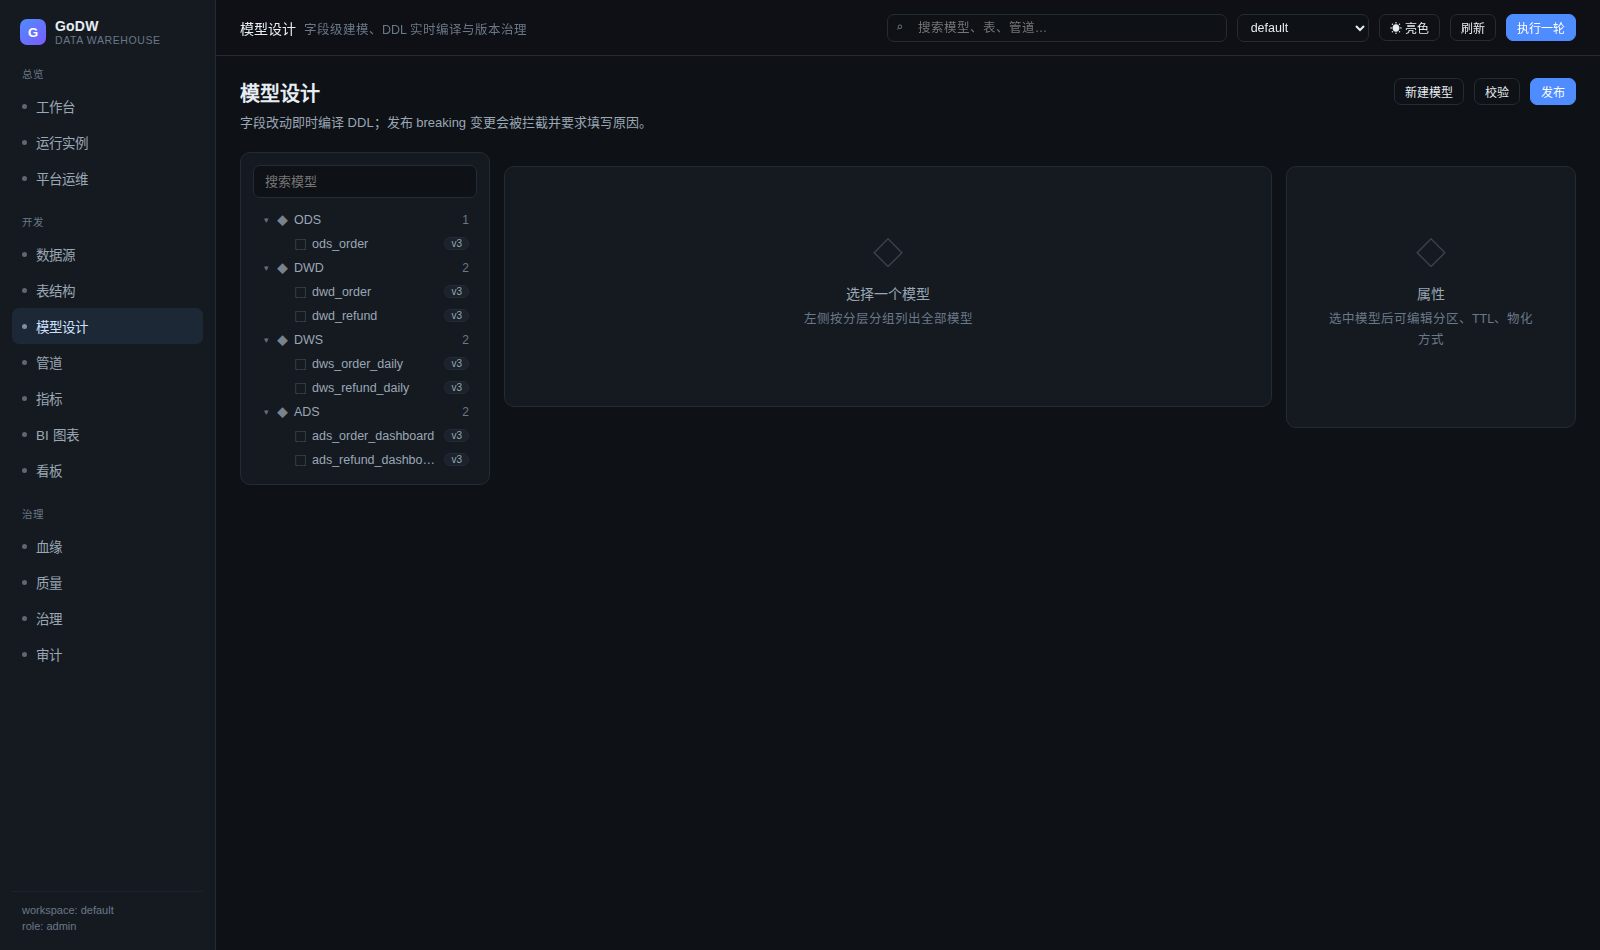 G
GoDW
DATA WAREHOUSE
总览
工作台
运行实例
平台运维
开发
数据源
表结构
模型设计
管道
指标
BI 图表
看板
治理
血缘
质量
治理
审计
workspace: default
role: admin
模型设计 字段级建模、DDL 实时编译与版本治理
搜索模型、表、管道…
default
亮色
刷新
执行一轮
模型设计
字段改动即时编译 DDL；发布 breaking 变更会被拦截并要求填写原因。
新建模型
校验
发布
搜索模型
ODS 1
ods_order v3
DWD 2
dwd_order v3
dwd_refund v3
DWS 2
dws_order_daily v3
dws_refund_daily v3
ADS 2
ads_order_dashboard v3
ads_refund_dashbo… v3
选择一个模型
左侧按分层分组列出全部模型
属性
选中模型后可编辑分区、TTL、物化
方式